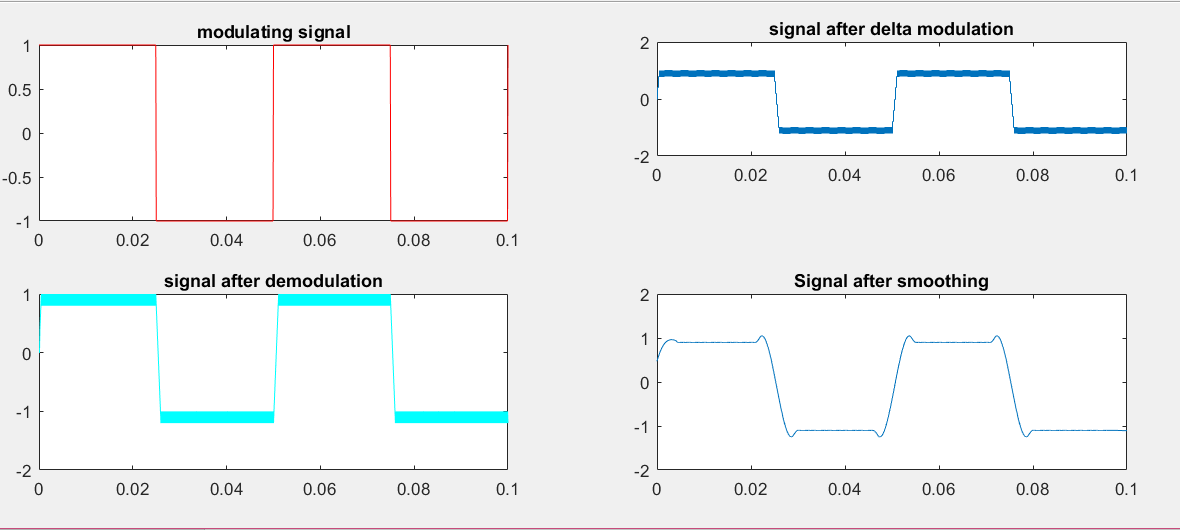 modulating signal
1
0.5
0
-0.5
-1
0 0.02 0.04 0.06 0.08 0.1
signal after delta modulation
2
0
-2
0 0.02 0.04 0.06 0.08 0.1
signal after demodulation
1
0
-1
-2
0 0.02 0.04 0.06 0.08 0.1
Signal after smoothing
2
1
0
-1
-2
0 0.02 0.04 0.06 0.08 0.1